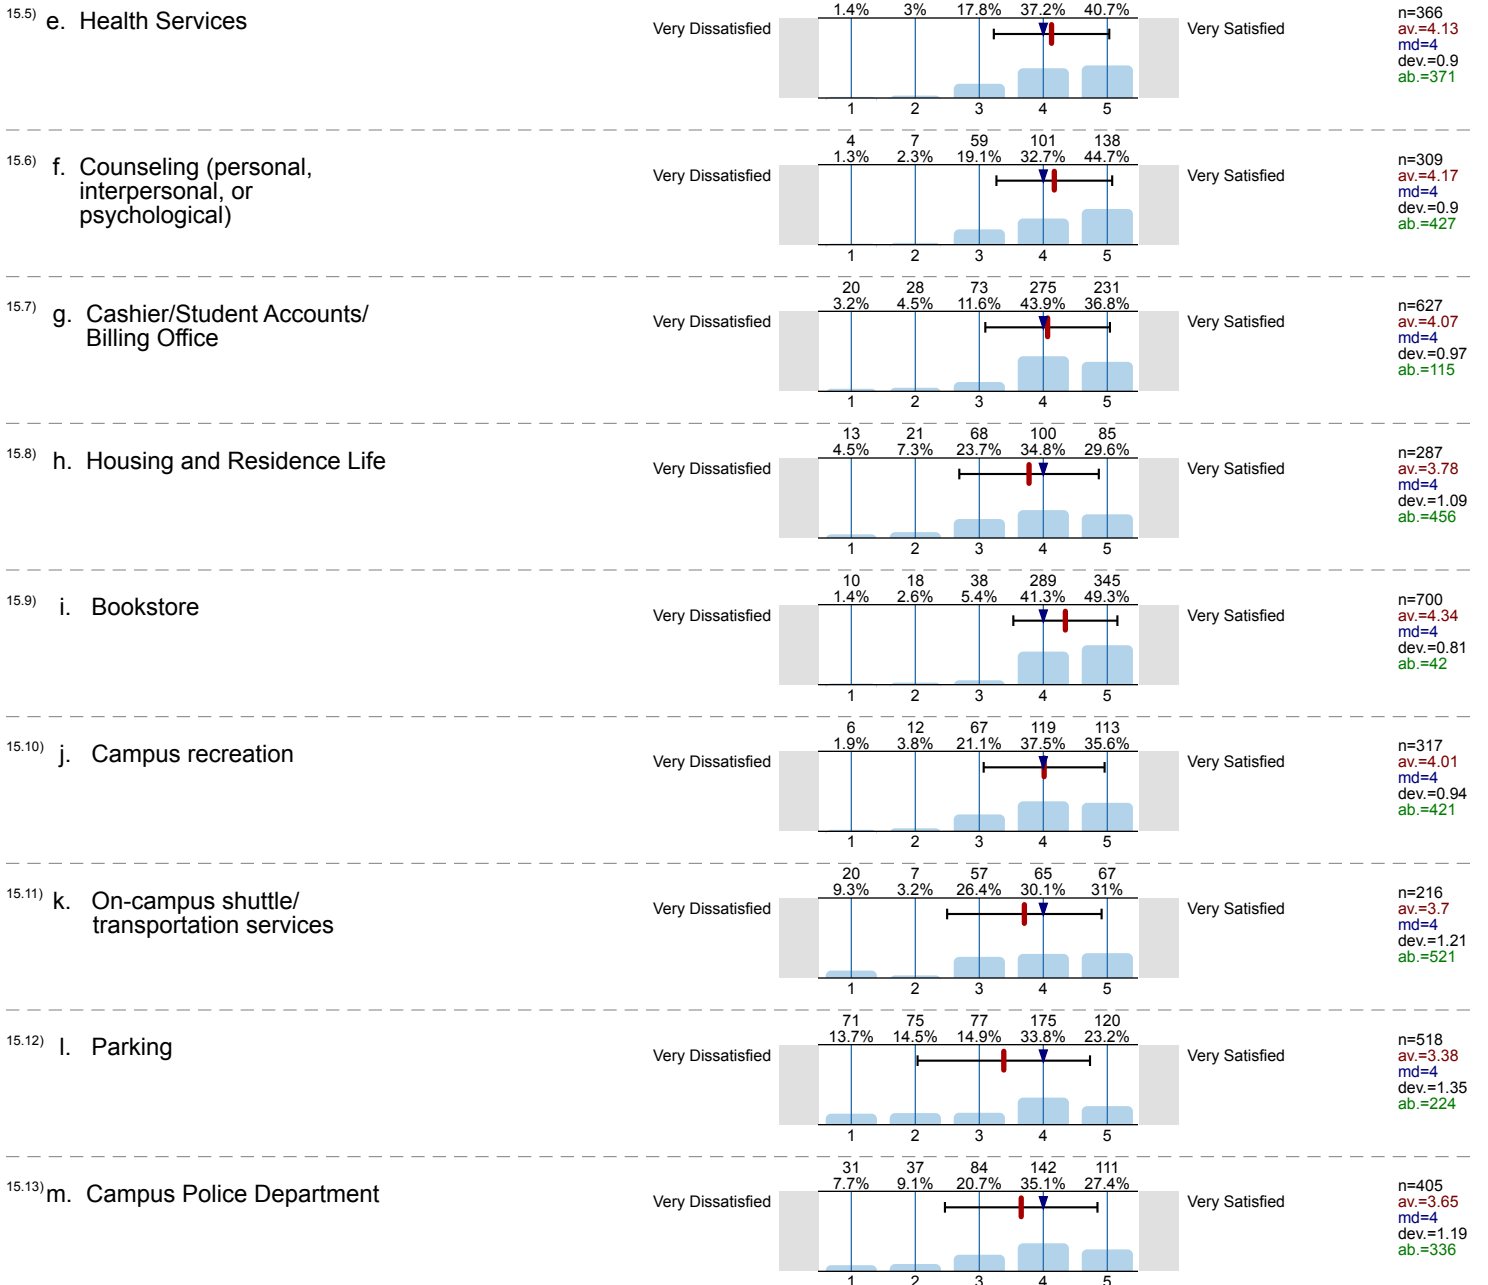 15.5) e. Health Services
1.4% 3% 17.8% 37.2% 40.7%
Very Dissatisfied Very Satisfied
1 2 3 4 5
n=366
av.=4.13
md=4
dev.=0.9
ab.=371
15.6) f. Counseling (personal,
interpersonal, or
psychological)
4 7 59 101 138
1.3% 2.3% 19.1% 32.7% 44.7%
Very Dissatisfied Very Satisfied
1 2 3 4 5
n=309
av.=4.17
md=4
dev.=0.9
ab.=427
15.7) g. Cashier/Student Accounts/
Billing Office
20 28 73 275 231
3.2% 4.5% 11.6% 43.9% 36.8%
Very Dissatisfied Very Satisfied
1 2 3 4 5
n=627
av.=4.07
md=4
dev.=0.97
ab.=115
15.8) h. Housing and Residence Life
13 21 68 100 85
4.5% 7.3% 23.7% 34.8% 29.6%
Very Dissatisfied Very Satisfied
1 2 3 4 5
n=287
av.=3.78
md=4
dev.=1.09
ab.=456
15.9) i. Bookstore
10 18 38 289 345
1.4% 2.6% 5.4% 41.3% 49.3%
Very Dissatisfied Very Satisfied
1 2 3 4 5
n=700
av.=4.34
md=4
dev.=0.81
ab.=42
15.10) j. Campus recreation
6 12 67 119 113
1.9% 3.8% 21.1% 37.5% 35.6%
Very Dissatisfied Very Satisfied
1 2 3 4 5
n=317
av.=4.01
md=4
dev.=0.94
ab.=421
15.11) k. On-campus shuttle/
transportation services
20 7 57 65 67
9.3% 3.2% 26.4% 30.1% 31%
Very Dissatisfied Very Satisfied
1 2 3 4 5
n=216
av.=3.7
md=4
dev.=1.21
ab.=521
15.12) l. Parking
71 75 77 175 120
13.7% 14.5% 14.9% 33.8% 23.2%
Very Dissatisfied Very Satisfied
1 2 3 4 5
n=518
av.=3.38
md=4
dev.=1.35
ab.=224
15.13) m. Campus Police Department
31 37 84 142 111
7.7% 9.1% 20.7% 35.1% 27.4%
Very Dissatisfied Very Satisfied
1 2 3 4 5
n=405
av.=3.65
md=4
dev.=1.19
ab.=336